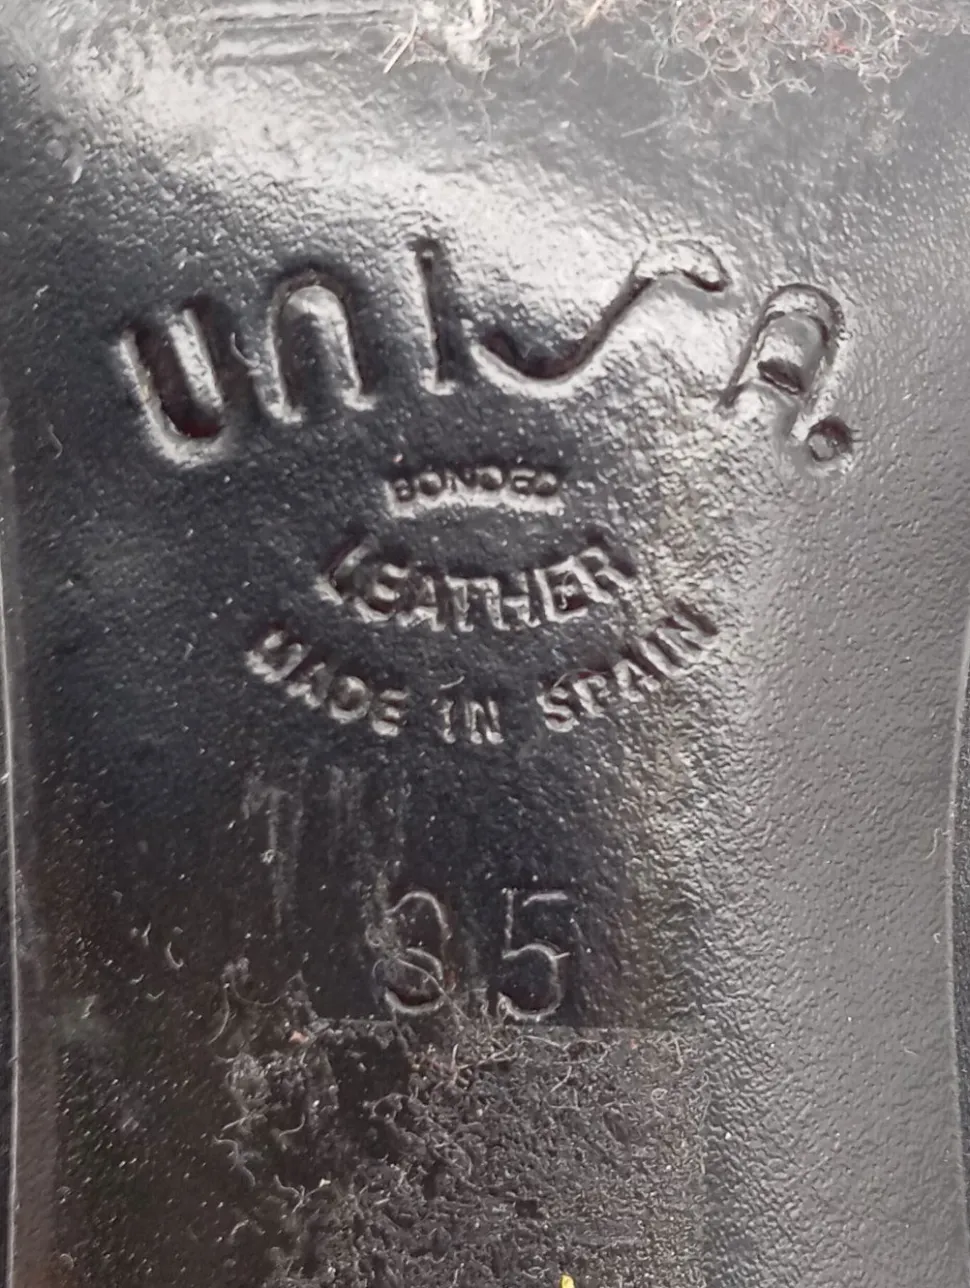 unisa.
BONDED
LEATHER
MADE IN SPAIN
35